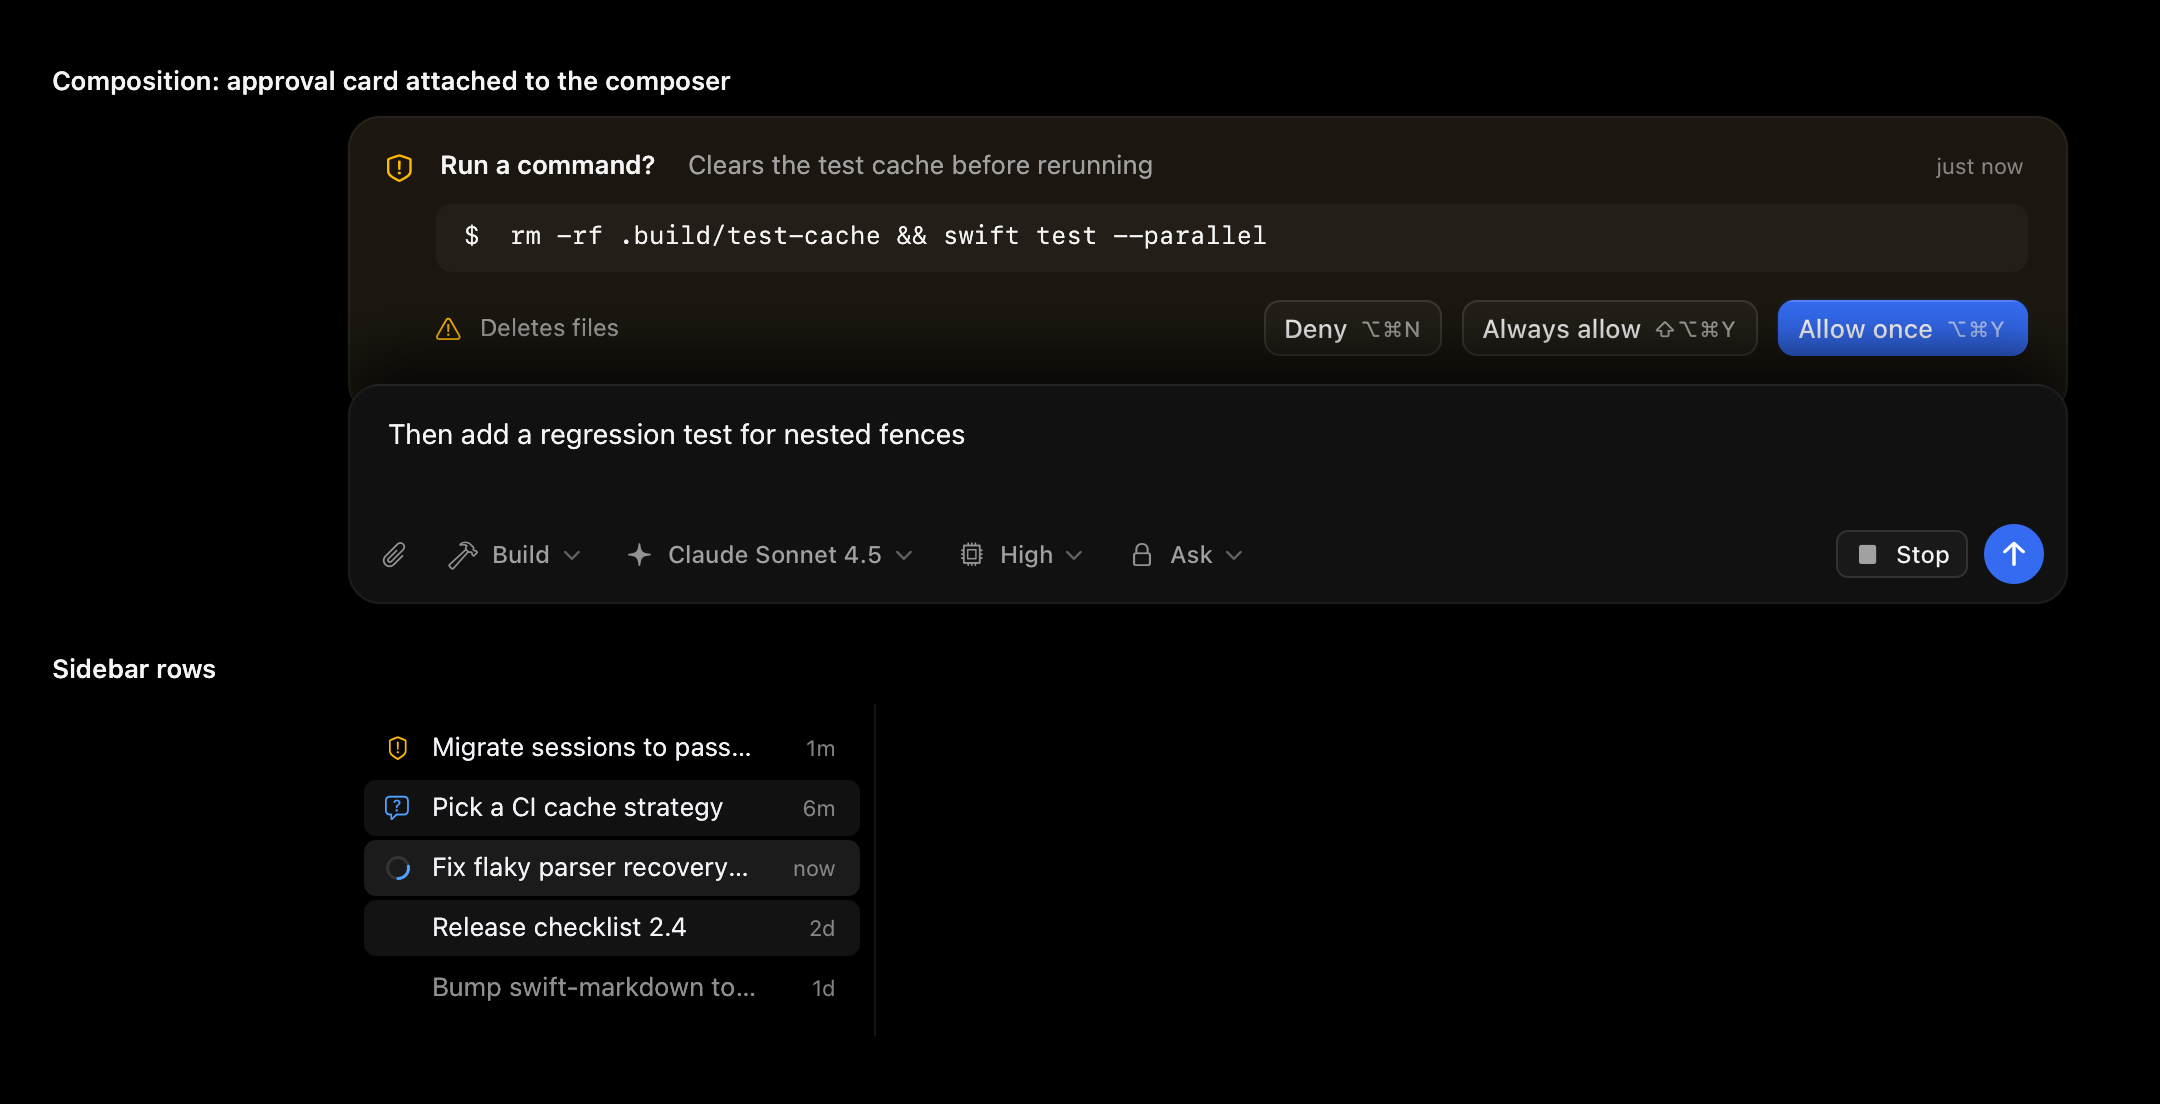 Composition: approval card attached to the composer
Run a command? Clears the test cache before rerunning just now
$ rm -rf .build/test-cache && swift test --parallel
Deletes files Deny ⌥⌘N Always allow ⇧⌥⌘Y Allow once ⌥⌘Y
Then add a regression test for nested fences
Build Claude Sonnet 4.5 High Ask Stop
Sidebar rows
Migrate sessions to pass... 1m
Pick a CI cache strategy 6m
Fix flaky parser recovery... now
Release checklist 2.4 2d
Bump swift-markdown to... 1d